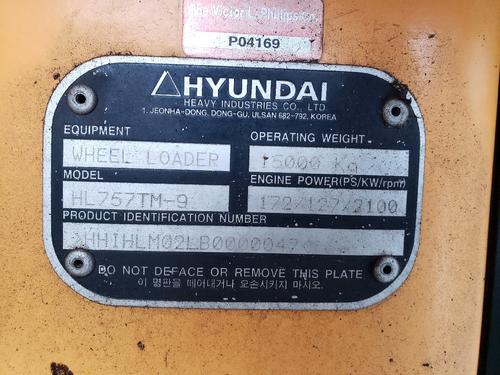 The Victor L. Phillips Co.
P04169
HYUNDAI
HEAVY INDUSTRIES CO., LTD.
1, JEONHA-DONG, DONG-GU, ULSAN 682-792, KOREA
EQUIPMENT
OPERATING WEIGHT
WHEEL LOADER
15000 Kg
MODEL
ENGINE POWER(PS/KW/rpm)
HL757TM-9
172/127/2100
PRODUCT IDENTIFICATION NUMBER
DO NOT DEFACE OR REMOVE THIS PLATE
이 명판을 떼어내거나 오손시키지 마시오.